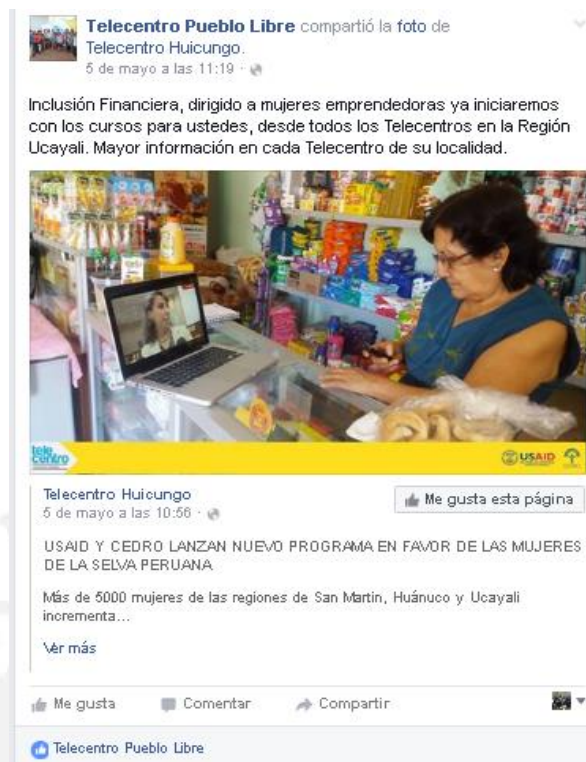 Telecentro Pueblo Libre compartió la foto de
Telecentro Huicungo.
5 de mayo a las 11:19 ·
Inclusión Financiera, dirigido a mujeres emprendedoras ya iniciaremos
con los cursos para ustedes, desde todos los Telecentros en la Región
Ucayali. Mayor información en cada Telecentro de su localidad.
tele
centro
USAID
Telecentro Huicungo
5 de mayo a las 10:56 ·
Me gusta esta página
USAID Y CEDRO LANZAN NUEVO PROGRAMA EN FAVOR DE LAS MUJERES
DE LA SELVA PERUANA
Más de 5000 mujeres de las regiones de San Martin, Huánuco y Ucayali
incrementa...
Ver más
Me gusta Comentar Compartir
Telecentro Pueblo Libre